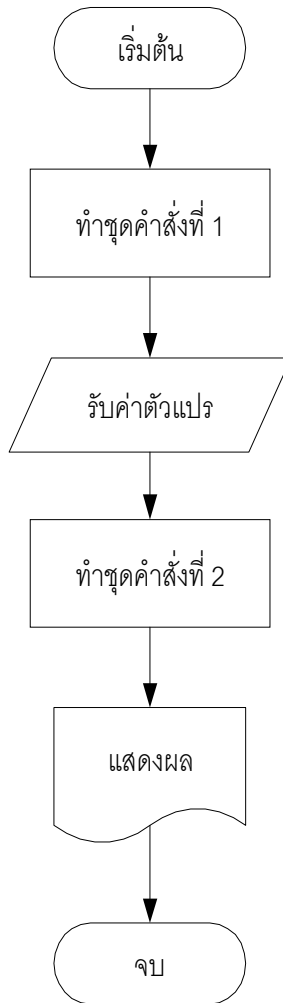 เริ่มต้น
ทำชุดคำสั่งที่ 1
รับค่าตัวแปร
ทำชุดคำสั่งที่ 2
แสดงผล
จบ